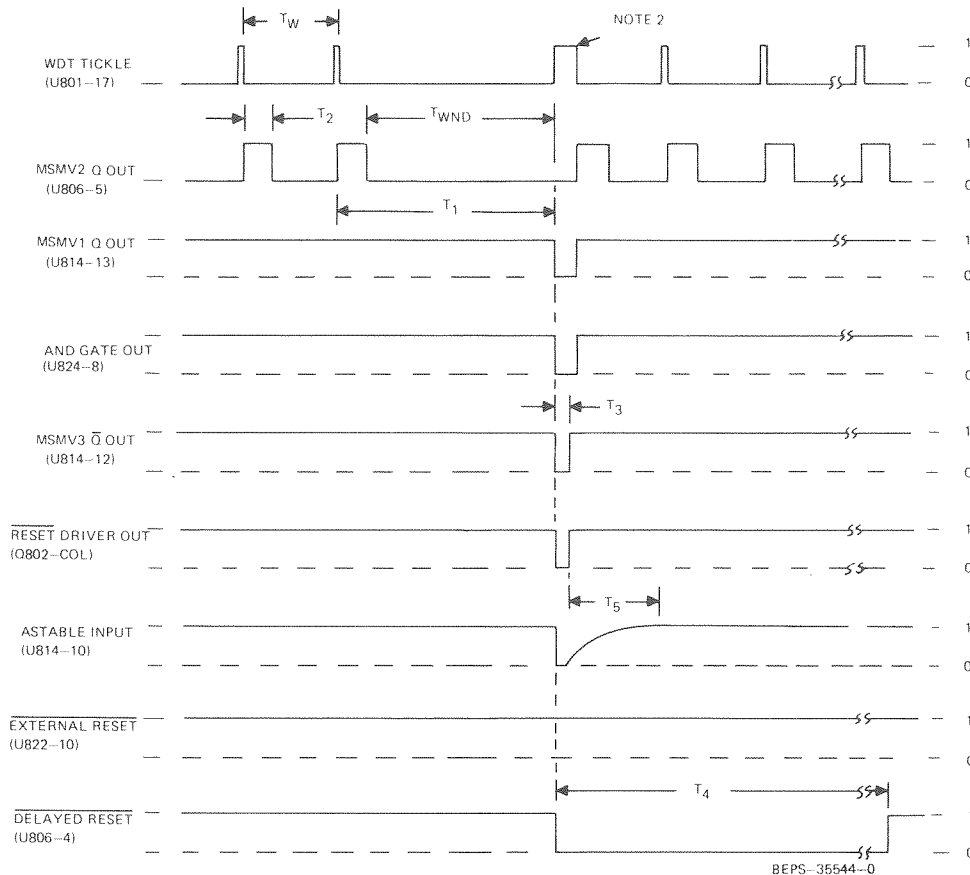 T_W
NOTE 2
WDT TICKLE
(U801-17)
1
0
T_2
T_WND
MSMV2 Q OUT
(U806-5)
1
0
T_1
MSMV1 Q OUT
(U814-13)
1
0
AND GATE OUT
(U824-8)
1
0
T_3
MSMV3 Q̅ OUT
(U814-12)
1
0
RESET DRIVER OUT
(Q802-COL)
1
0
T_5
ASTABLE INPUT
(U814-10)
1
0
EXTERNAL RESET
(U822-10)
1
0
T_4
DELAYED RESET
(U806-4)
1
0
BEPS-35544-0